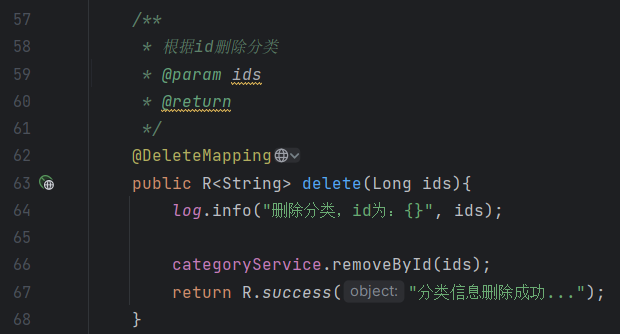 57 /**
58 * 根据id删除分类
59 * @param ids
60 * @return
61 */
62 @DeleteMapping
63 public R<String> delete(Long ids){
64 log.info("删除分类，id为：{}", ids);
65
66 categoryService.removeById(ids);
67 return R.success( object: "分类信息删除成功...");
68 }